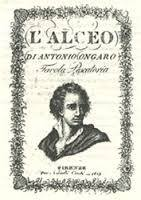 L'ALCEO
DI ANTONIO ONGARO
Favola Pescatoria
FIRENZE